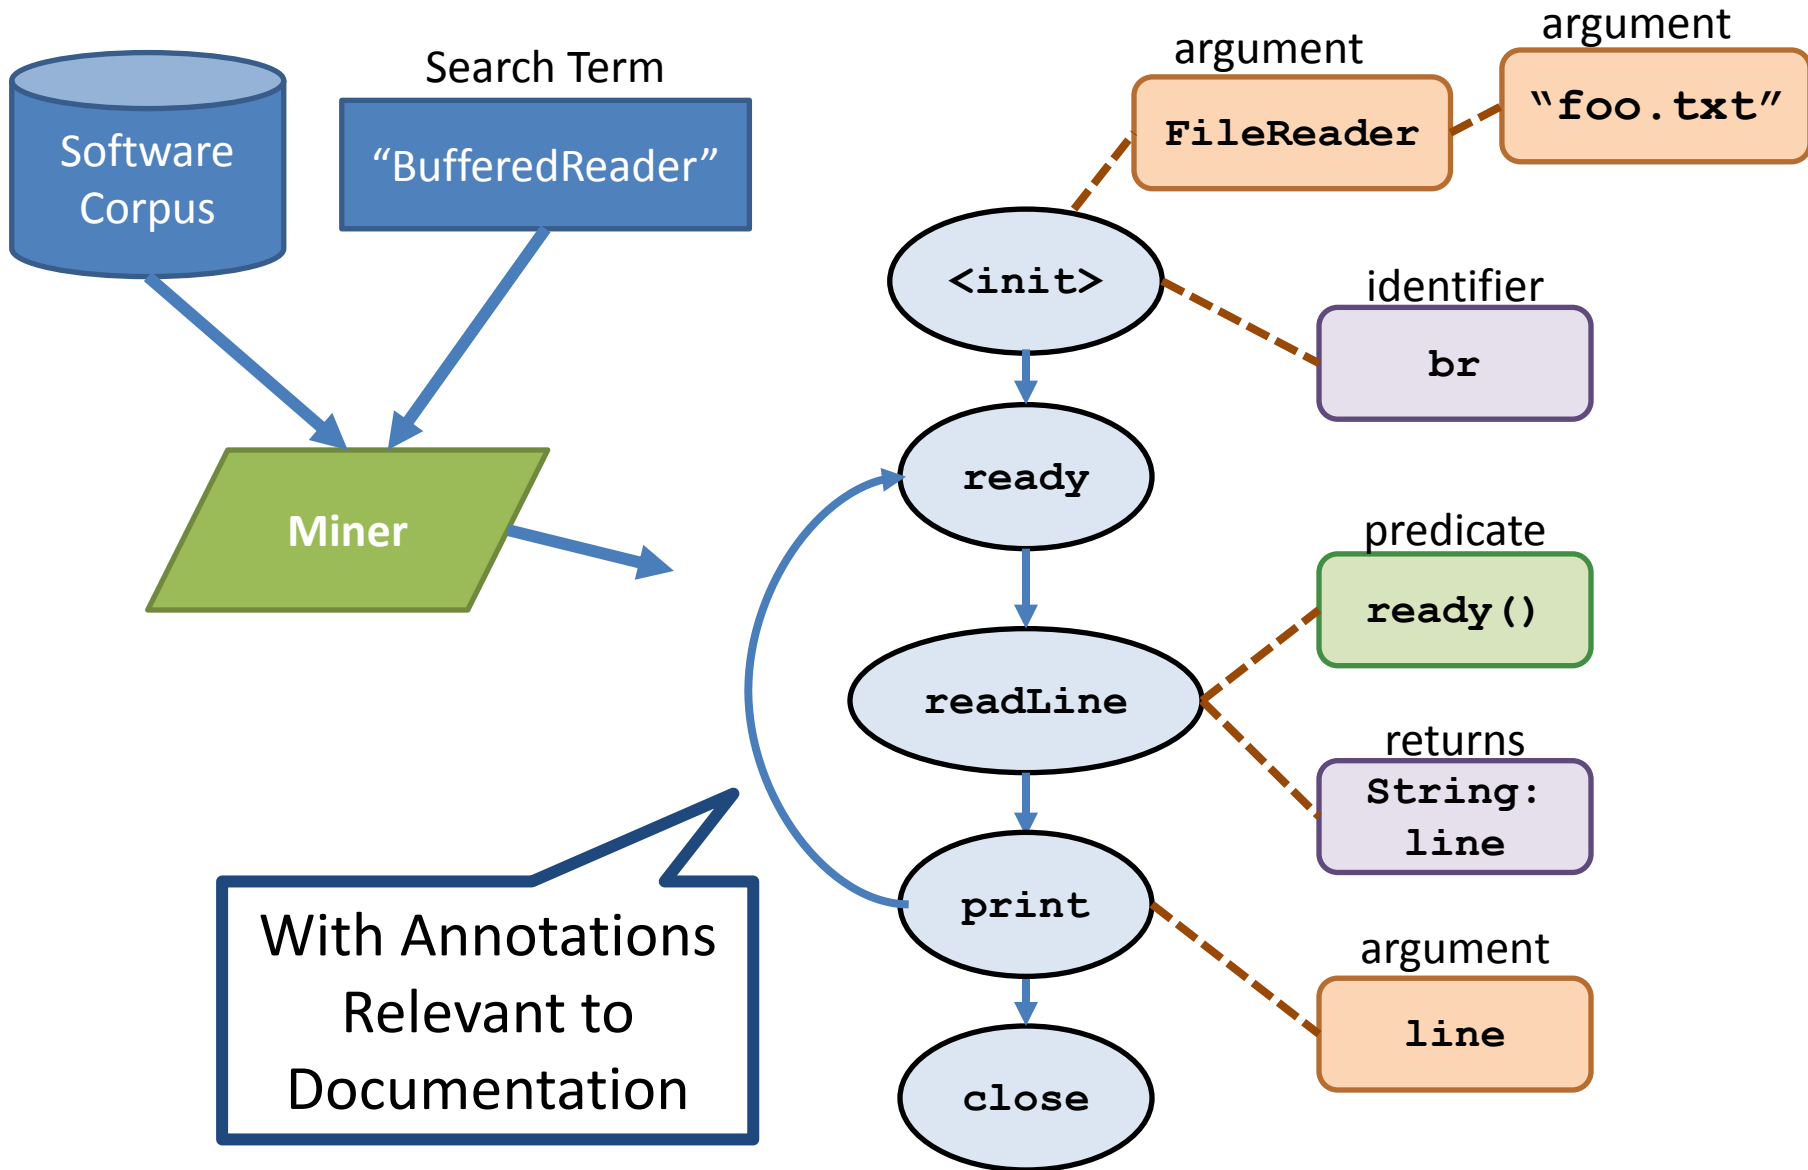 Software
Corpus
Search Term
“BufferedReader”
Miner
With Annotations
Relevant to
Documentation
argument
FileReader
argument
“foo.txt”
<init>
identifier
br
ready
predicate
ready()
readLine
returns
String:
line
print
argument
line
close